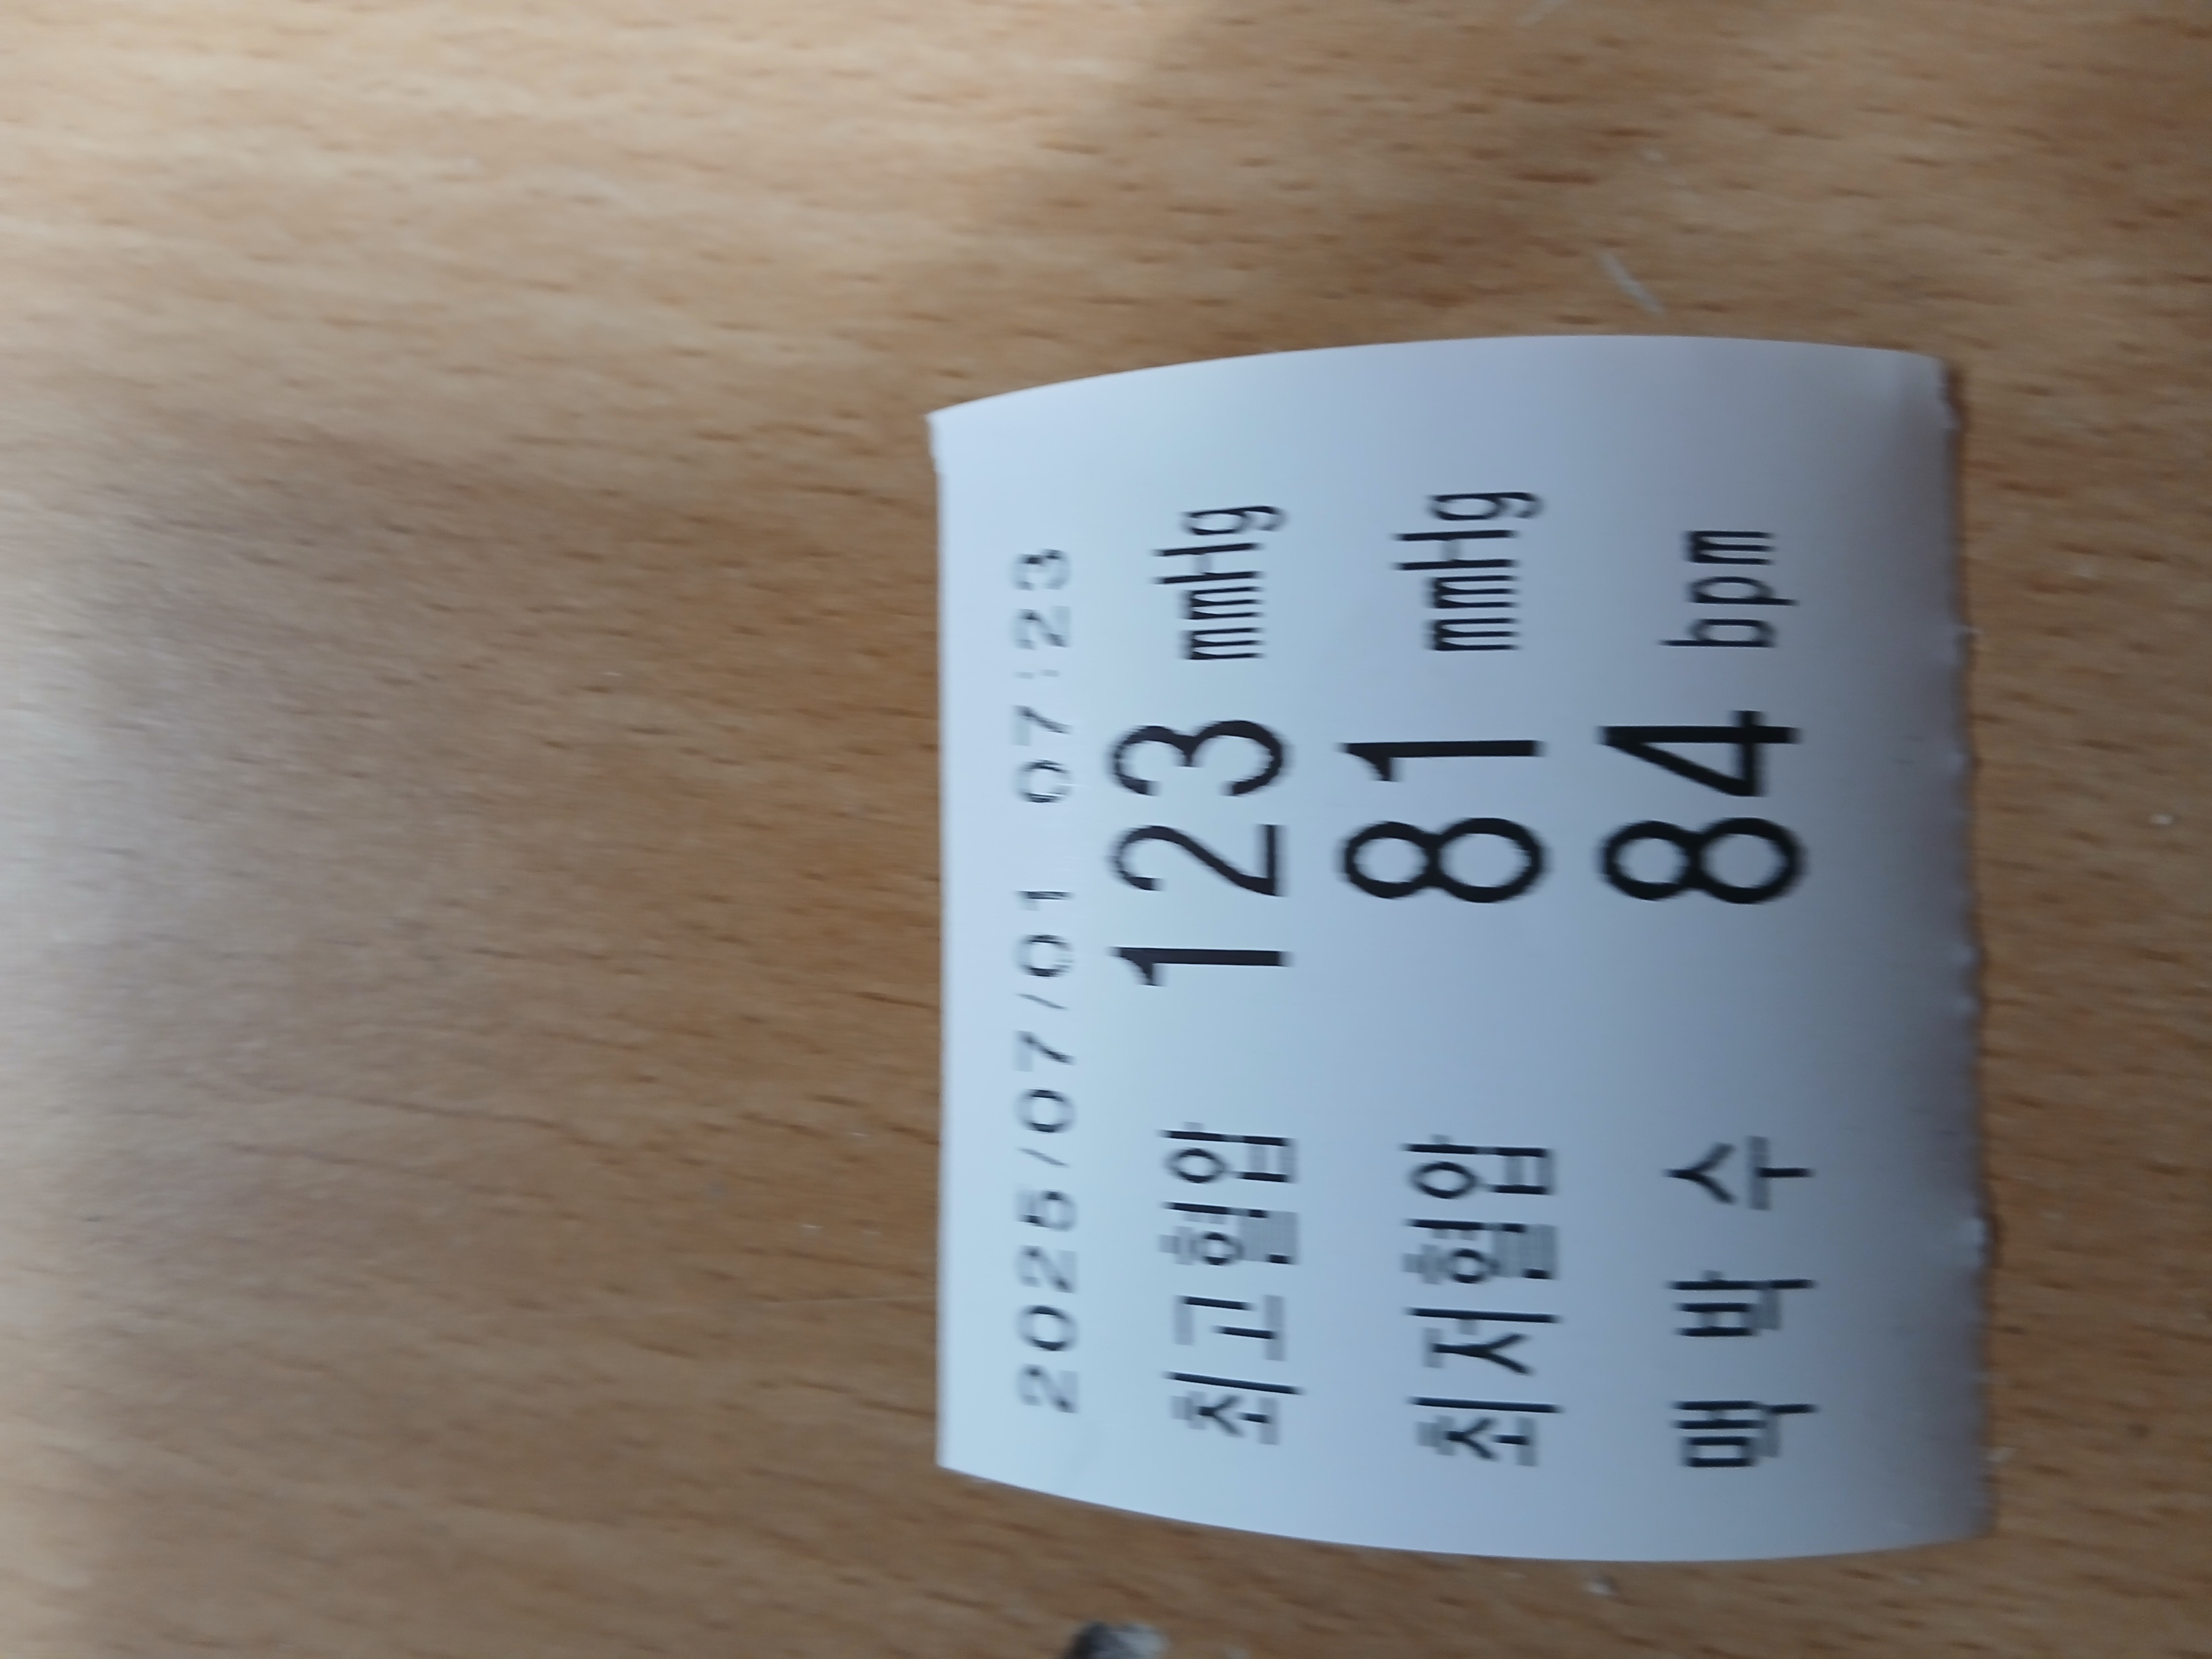 2025/07/01 07:23
최고혈압 123 mmHg
최저혈압 81 mmHg
맥 박 수 84 bpm